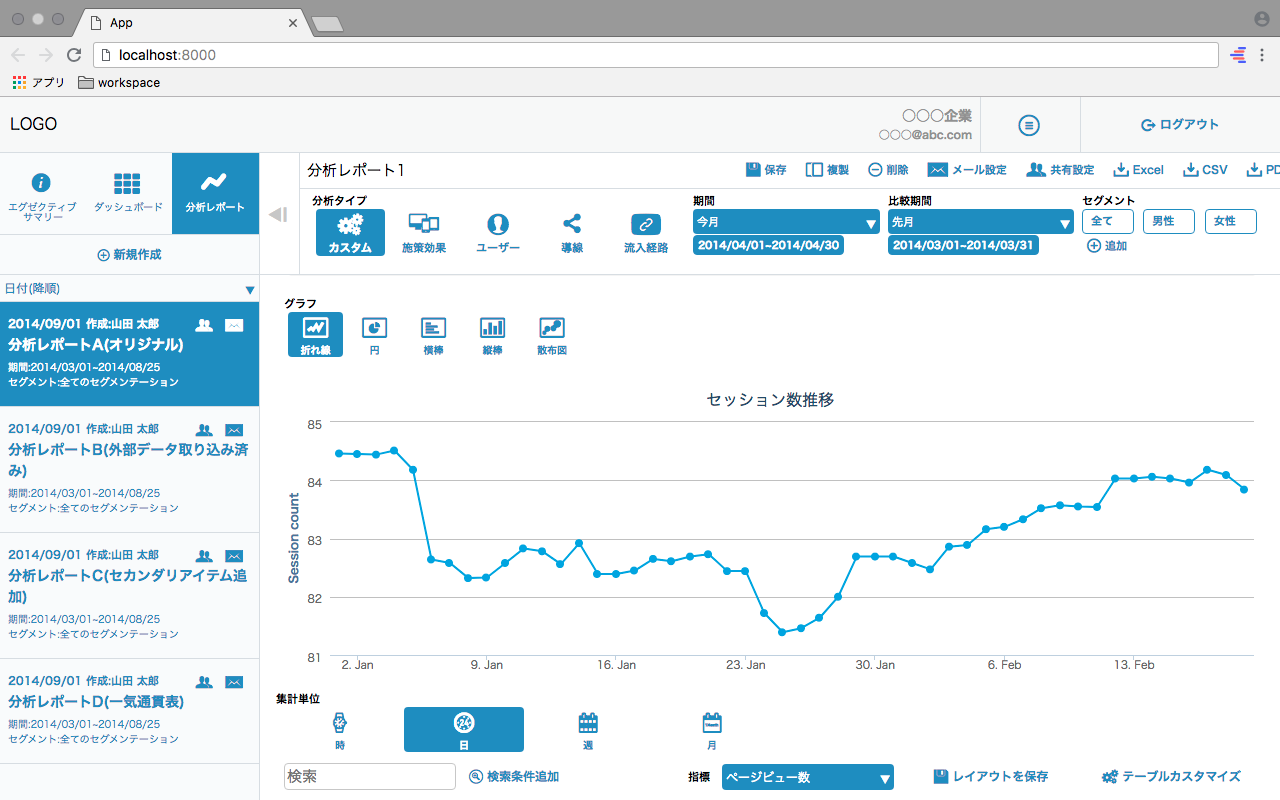 App
localhost:8000
アプリ workspace
LOGO
○○○企業
○○○@abc.com
ログアウト
エグゼクティブ
サマリー
ダッシュボード
分析レポート
新規作成
日付(降順)
2014/09/01 作成:山田 太郎
分析レポートA(オリジナル)
期間:2014/03/01~2014/08/25
セグメント:全てのセグメンテーション
2014/09/01 作成:山田 太郎
分析レポートB(外部データ取り込み済
み)
期間:2014/03/01~2014/08/25
セグメント:全てのセグメンテーション
2014/09/01 作成:山田 太郎
分析レポートC(セカンダリアイテム追
加)
期間:2014/03/01~2014/08/25
セグメント:全てのセグメンテーション
2014/09/01 作成:山田 太郎
分析レポートD(一気通貫表)
期間:2014/03/01~2014/08/25
セグメント:全てのセグメンテーション
分析レポート1
保存 複製 削除 メール設定 共有設定 Excel CSV PD
分析タイプ
カスタム 施策効果 ユーザー 導線 流入経路
期間
今月
2014/04/01~2014/04/30
比較期間
先月
2014/03/01~2014/03/31
セグメント
全て 男性 女性
追加
グラフ
折れ線 円 横棒 縦棒 散布図
セッション数推移
Session count
85
84
83
82
81
2. Jan 9. Jan 16. Jan 23. Jan 30. Jan 6. Feb 13. Feb
集計単位
時 日 週 月
検索 検索条件追加 指標 ページビュー数 レイアウトを保存 テーブルカスタマイズ